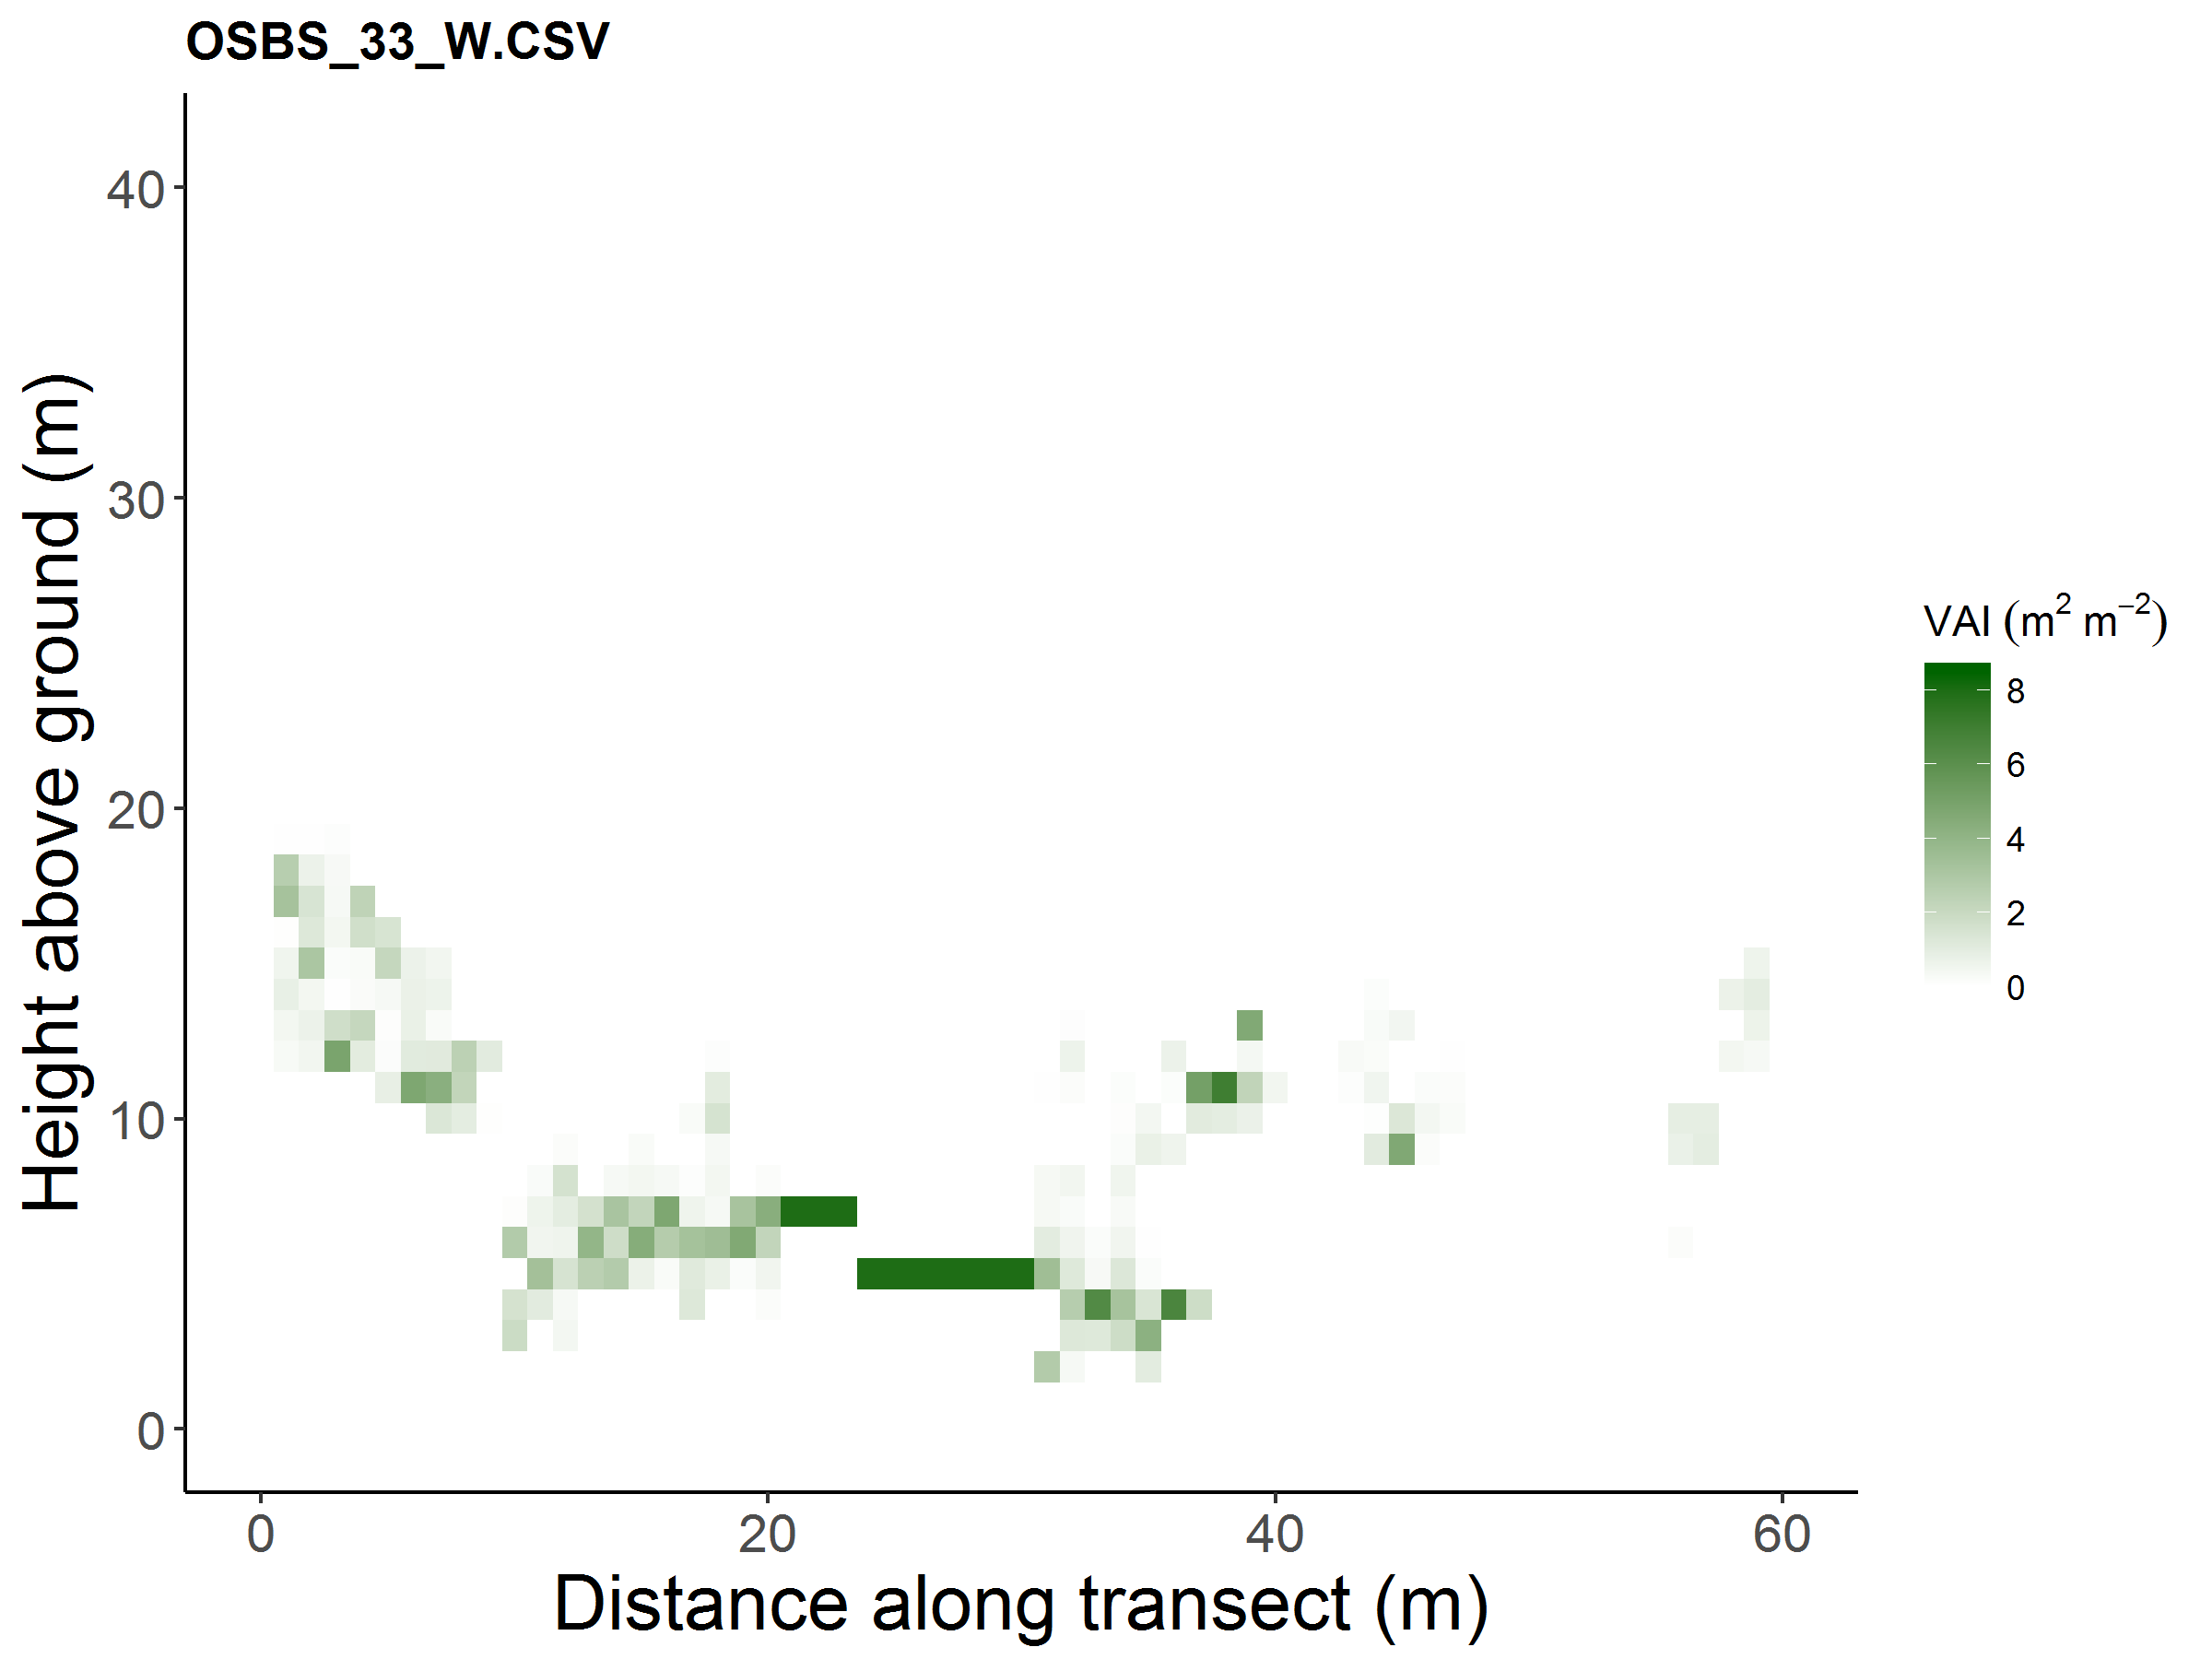 OSBS_33_W.CSV
Height above ground (m)
40
30
20
10
0
0 20 40 60
Distance along transect (m)
VAI (m² m⁻²)
8
6
4
2
0